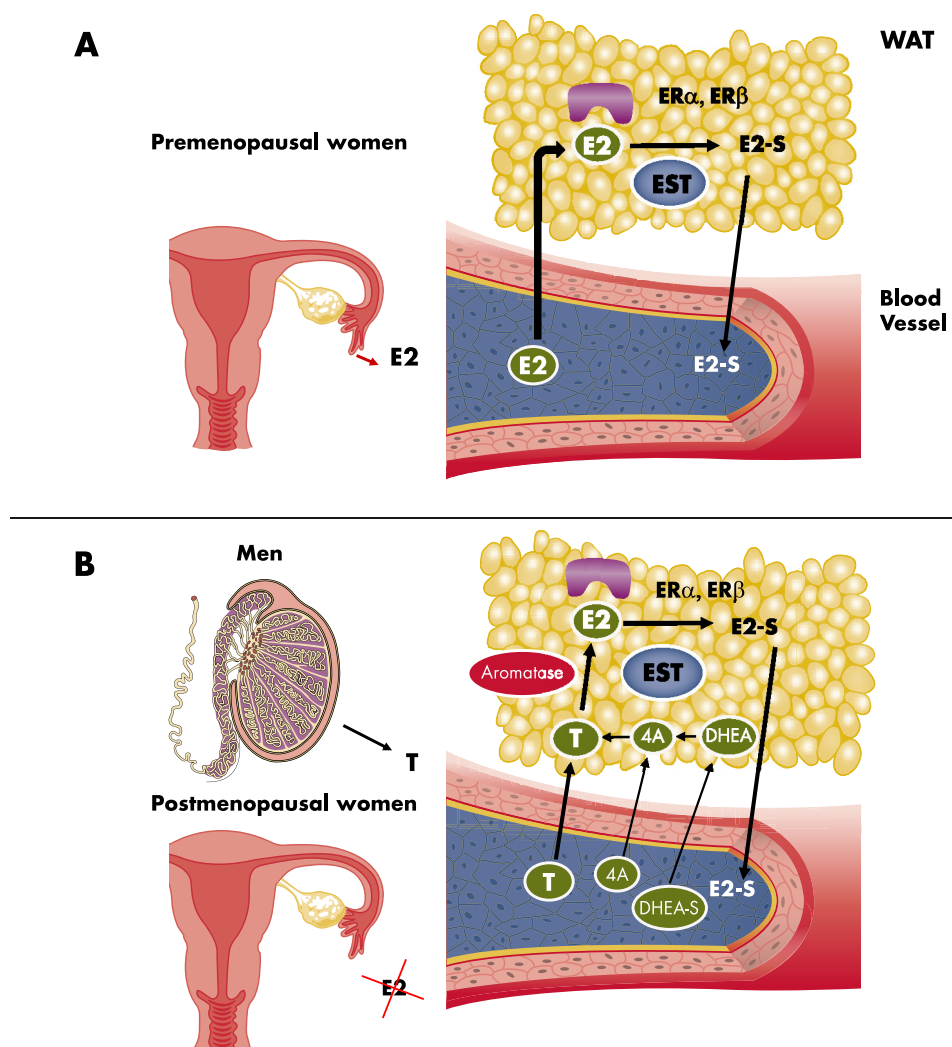 A
WAT
ERα, ERβ
Premenopausal women
E2
E2-S
EST
Blood
Vessel
E2
E2
E2-S
B
Men
ERα, ERβ
E2
E2-S
Aromatase
EST
T
4A
DHEA
T
Postmenopausal women
T
4A
E2-S
DHEA-S
E2